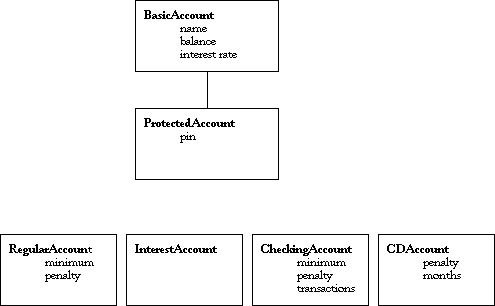 BasicAccount
name
balance
interest rate
ProtectedAccount
pin
RegularAccount
minimum
penalty
InterestAccount
CheckingAccount
minimum
penalty
transactions
CDAccount
penalty
months